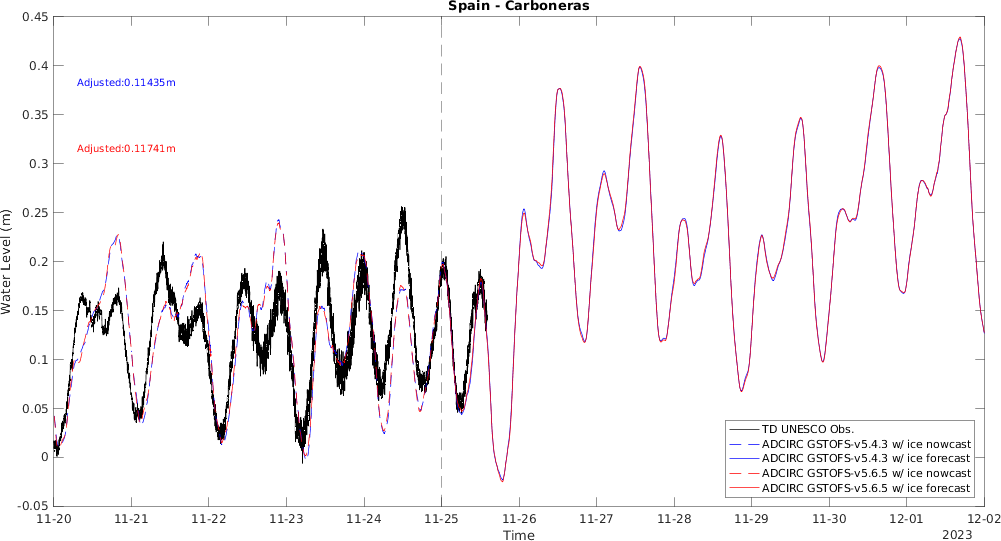 Spain - Carboneras
0.45
0.4
0.35
0.3
0.25
0.2
0.15
0.1
0.05
0
-0.05
Water Level (m)
Adjusted:0.11435m
Adjusted:0.11741m
TD UNESCO Obs.
ADCIRC GSTOFS-v5.4.3 w/ ice nowcast
ADCIRC GSTOFS-v5.4.3 w/ ice forecast
ADCIRC GSTOFS-v5.6.5 w/ ice nowcast
ADCIRC GSTOFS-v5.6.5 w/ ice forecast
11-20 11-21 11-22 11-23 11-24 11-25 11-26 11-27 11-28 11-29 11-30 12-01 12-02
Time
2023